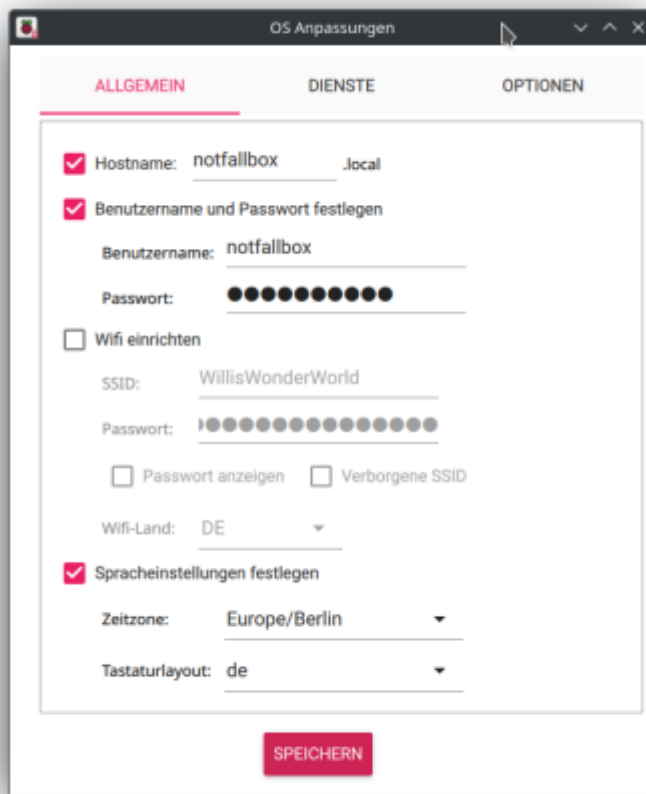 OS Anpassungen
ALLGEMEIN DIENSTE OPTIONEN
Hostname: notfallbox .local
Benutzername und Passwort festlegen
Benutzername: notfallbox
Passwort: ●●●●●●●●●●
Wifi einrichten
SSID: WillisWonderWorld
Passwort: ●●●●●●●●●●●●●●●
Passwort anzeigen Verborgene SSID
Wifi-Land: DE
Spracheinstellungen festlegen
Zeitzone: Europe/Berlin
Tastaturlayout: de
SPEICHERN